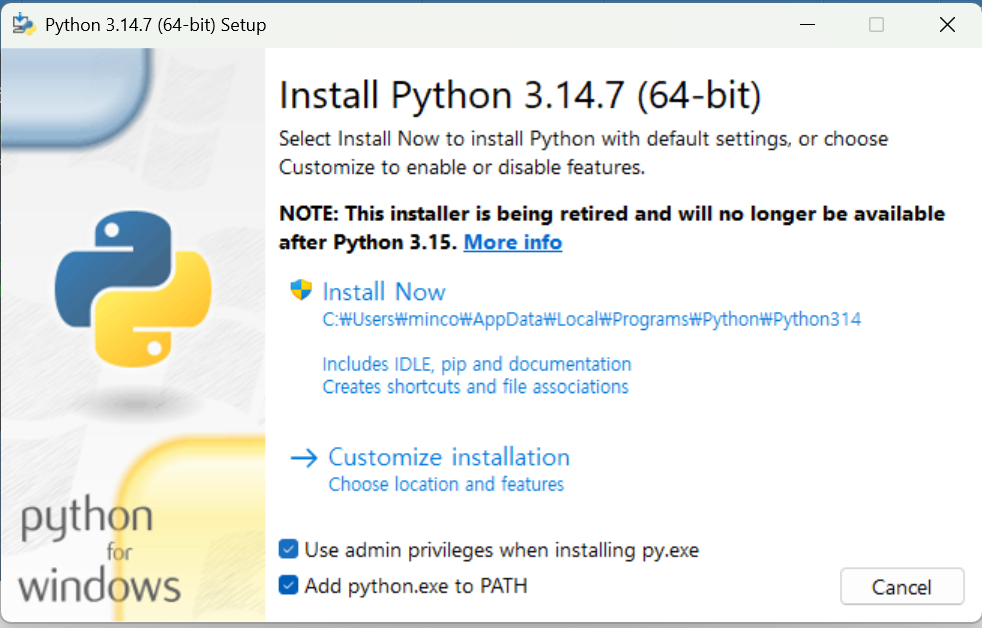 Python 3.14.7 (64-bit) Setup
Install Python 3.14.7 (64-bit)
Select Install Now to install Python with default settings, or choose
Customize to enable or disable features.
NOTE: This installer is being retired and will no longer be available
after Python 3.15. More info
Install Now
C:₩Users₩minco₩AppData₩Local₩Programs₩Python₩Python314
Includes IDLE, pip and documentation
Creates shortcuts and file associations
Customize installation
Choose location and features
python
for
windows
Use admin privileges when installing py.exe
Add python.exe to PATH
Cancel